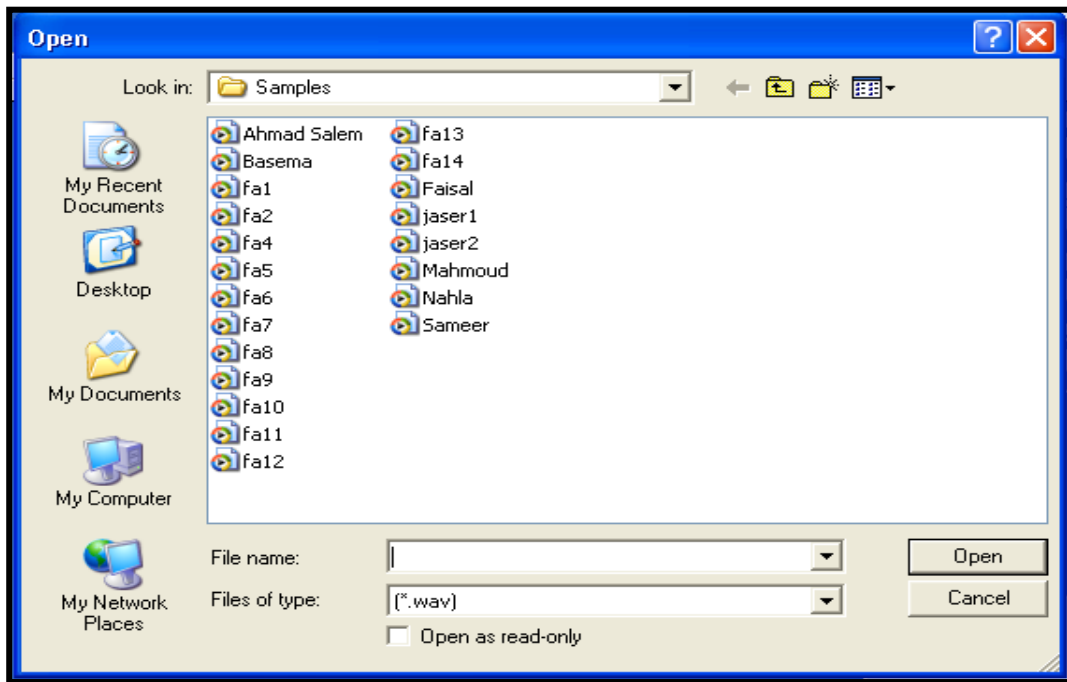 Open
Look in: Samples
My Recent
Documents
Desktop
My Documents
My Computer
My Network
Places
Ahmad Salem
Basema
fa1
fa2
fa4
fa5
fa6
fa7
fa8
fa9
fa10
fa11
fa12
fa13
fa14
Faisal
jaser1
jaser2
Mahmoud
Nahla
Sameer
File name:
Open
Files of type: (*.wav)
Cancel
Open as read-only